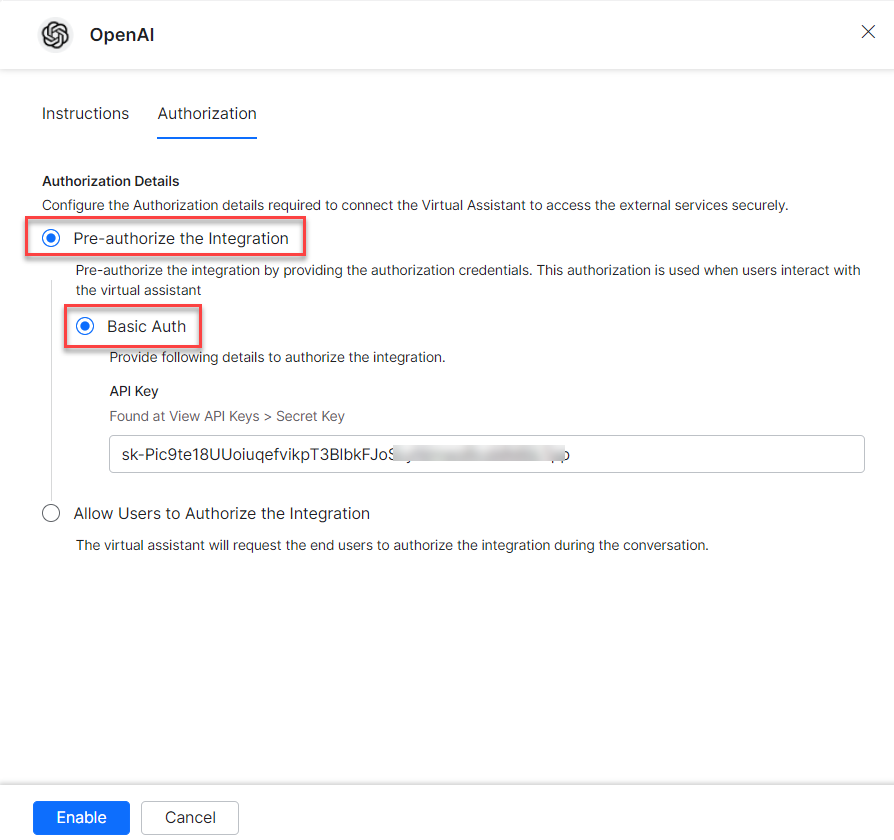 OpenAI
Instructions Authorization
Authorization Details
Configure the Authorization details required to connect the Virtual Assistant to access the external services securely.
Pre-authorize the Integration
Pre-authorize the integration by providing the authorization credentials. This authorization is used when users interact with
the virtual assistant
Basic Auth
Provide following details to authorize the integration.
API Key
Found at View API Keys > Secret Key
Allow Users to Authorize the Integration
The virtual assistant will request the end users to authorize the integration during the conversation.
Enable Cancel